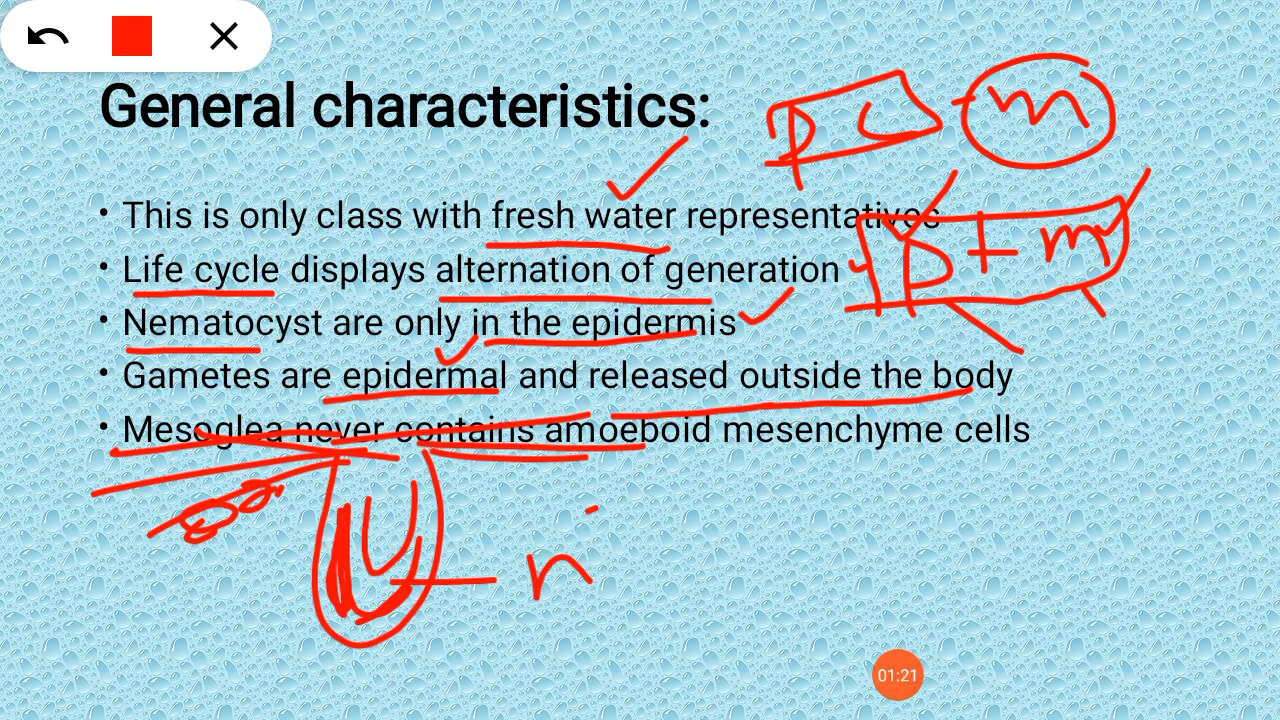 General characteristics:
• This is only class with fresh water representatives
• Life cycle displays alternation of generation
• Nematocyst are only in the epidermis
• Gametes are epidermal and released outside the body
• Mesoglea never contains amoeboid mesenchyme cells
P
m
P + m
n
01:21